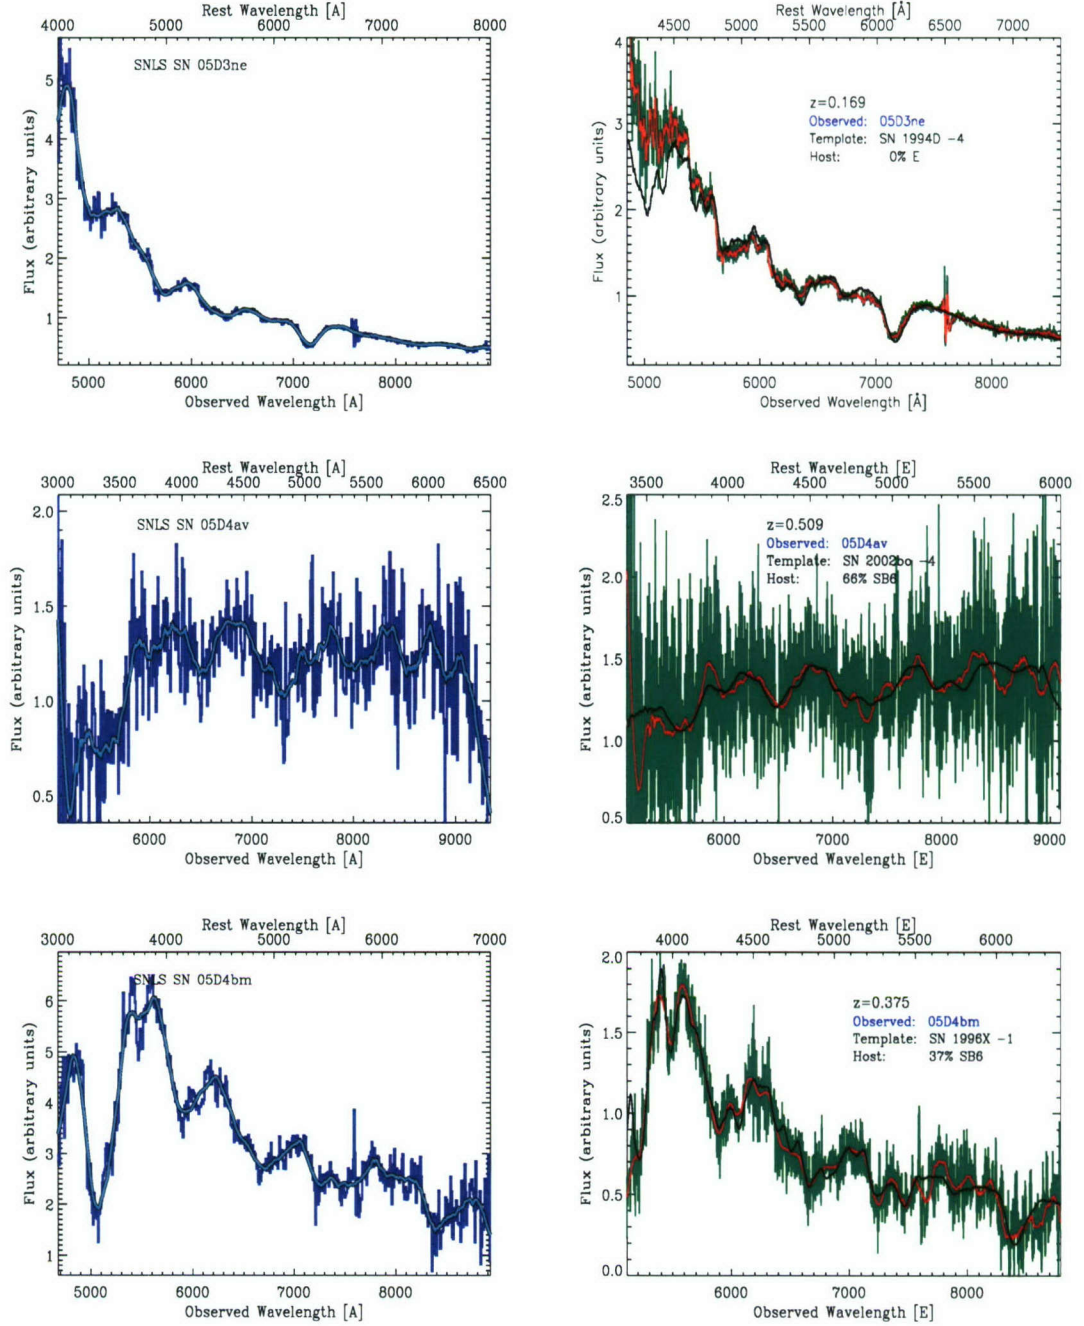 Rest Wavelength [A]
4000 5000 6000 7000 8000
SNLS SN 05D3ne
5
4
3
2
1
Flux (arbitrary units)
5000 6000 7000 8000
Observed Wavelength [A]
Rest Wavelength [Å]
4500 5000 5500 6000 6500 7000
z=0.169
Observed: 05D3ne
Template: SN 1994D -4
Host: 0% E
4
3
2
1
Flux (arbitrary units)
5000 6000 7000 8000
Observed Wavelength [Å]
Rest Wavelength [A]
3000 3500 4000 4500 5000 5500 6000 6500
SNLS SN 05D4av
2.0
1.5
1.0
0.5
Flux (arbitrary units)
6000 7000 8000 9000
Observed Wavelength [A]
Rest Wavelength [E]
3500 4000 4500 5000 5500 6000
z=0.509
Observed: 05D4av
Template: SN 2002bo -4
Host: 66% SB6
2.5
2.0
1.5
1.0
0.5
Flux (arbitrary units)
6000 7000 8000 9000
Observed Wavelength [E]
Rest Wavelength [A]
3000 4000 5000 6000 7000
SNLS SN 05D4bm
6
5
4
3
2
1
Flux (arbitrary units)
5000 6000 7000 8000
Observed Wavelength [A]
Rest Wavelength [E]
4000 4500 5000 5500 6000
z=0.375
Observed: 05D4bm
Template: SN 1996X -1
Host: 37% SB6
2.0
1.5
1.0
0.5
0.0
Flux (arbitrary units)
6000 7000 8000
Observed Wavelength [E]